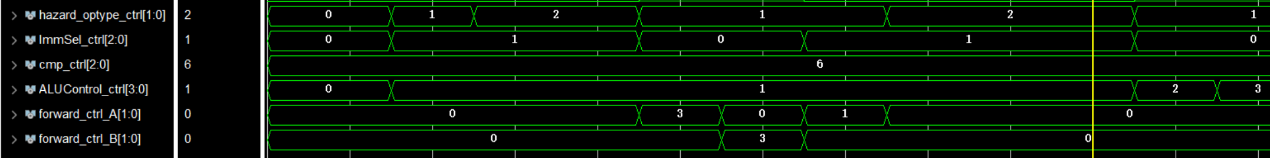 hazard_optype_ctrl[1:0] 2 0 1 2 1 2 1
ImmSel_ctrl[2:0] 1 0 1 0 1 0
cmp_ctrl[2:0] 6 6
ALUControl_ctrl[3:0] 1 0 1 2 3
forward_ctrl_A[1:0] 0 0 3 0 1 0
forward_ctrl_B[1:0] 0 0 3 0